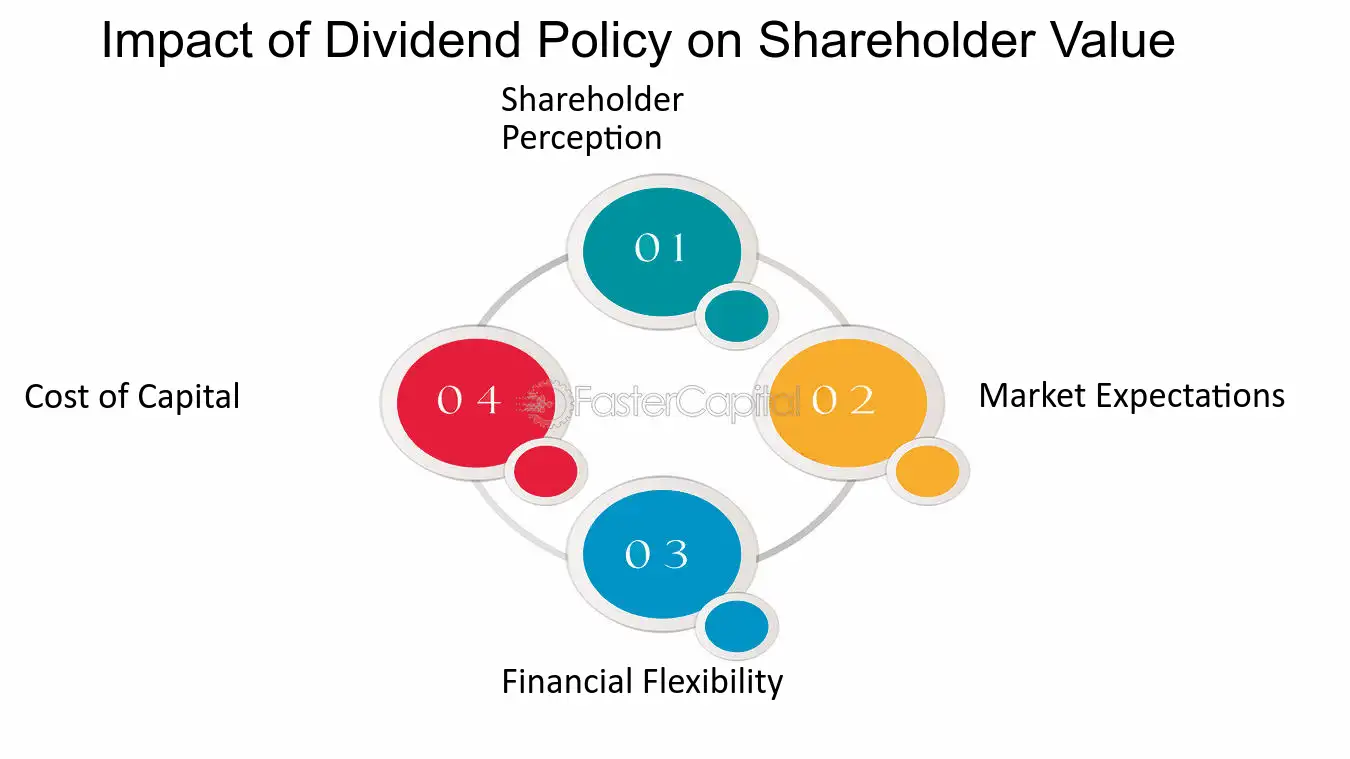 Impact of Dividend Policy on Shareholder Value
Shareholder
Perception
01
04
FasterCapital
02
Cost of Capital
Market Expectations
03
Financial Flexibility